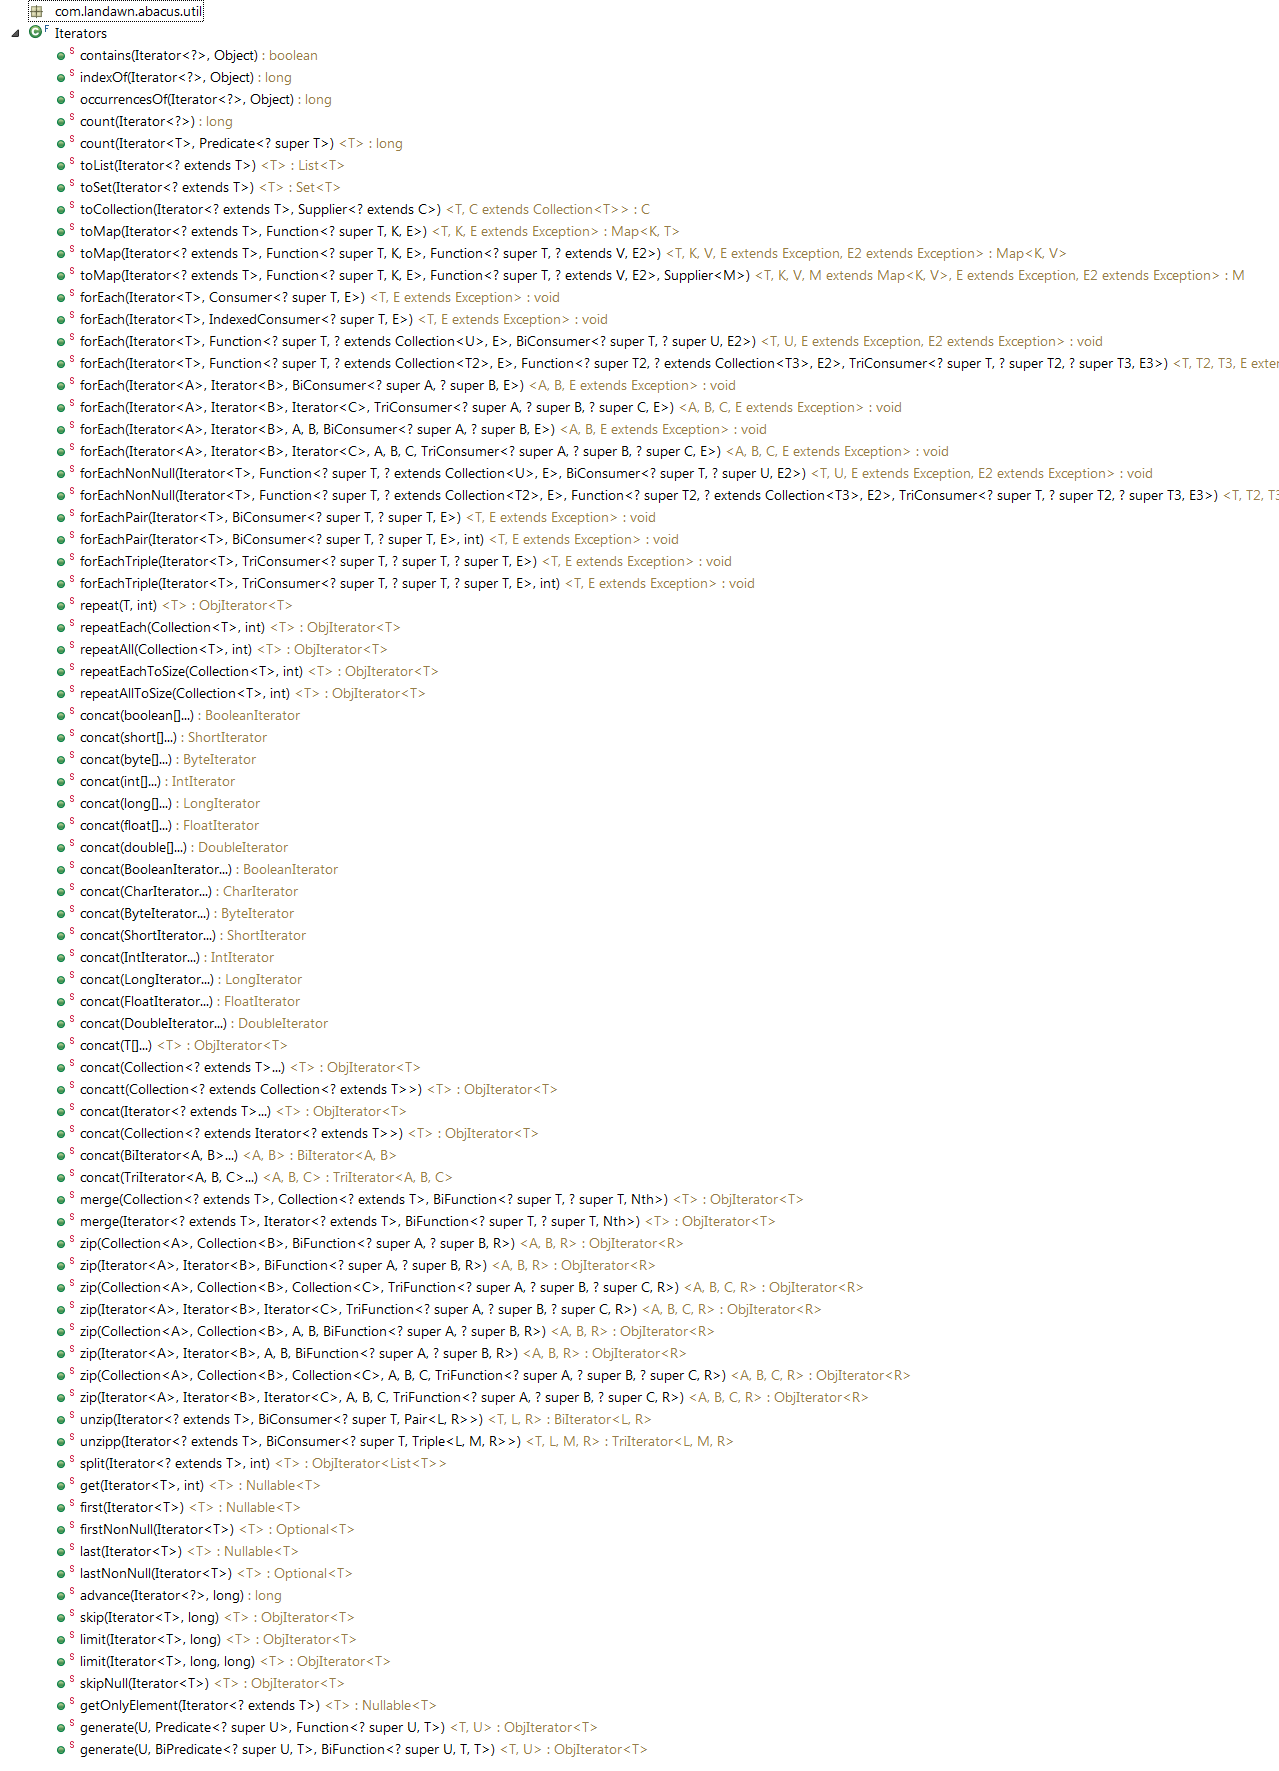 com.landawn.abacus.util
Iterators
contains(Iterator<?>, Object) : boolean
indexOf(Iterator<?>, Object) : long
occurrencesOf(Iterator<?>, Object) : long
count(Iterator<?>) : long
count(Iterator<T>, Predicate<? super T>) <T> : long
toList(Iterator<? extends T>) <T> : List<T>
toSet(Iterator<? extends T>) <T> : Set<T>
toCollection(Iterator<? extends T>, Supplier<? extends C>) <T, C extends Collection<T>> : C
toMap(Iterator<? extends T>, Function<? super T, K, E>) <T, K, E extends Exception> : Map<K, T>
toMap(Iterator<? extends T>, Function<? super T, K, E>, Function<? super T, ? extends V, E2>) <T, K, V, E extends Exception, E2 extends Exception> : Map<K, V>
toMap(Iterator<? extends T>, Function<? super T, K, E>, Function<? super T, ? extends V, E2>, Supplier<M>) <T, K, V, M extends Map<K, V>, E extends Exception, E2 extends Exception> : M
forEach(Iterator<T>, Consumer<? super T, E>) <T, E extends Exception> : void
forEach(Iterator<T>, IndexedConsumer<? super T, E>) <T, E extends Exception> : void
forEach(Iterator<T>, Function<? super T, ? extends Collection<U>, E>, BiConsumer<? super T, ? super U, E2>) <T, U, E extends Exception, E2 extends Exception> : void
forEach(Iterator<T>, Function<? super T, ? extends Collection<T2>, E>, Function<? super T2, ? extends Collection<T3>, E2>, TriConsumer<? super T, ? super T2, ? super T3, E3>) <T, T2, T3, E exten
forEach(Iterator<A>, Iterator<B>, BiConsumer<? super A, ? super B, E>) <A, B, E extends Exception> : void
forEach(Iterator<A>, Iterator<B>, Iterator<C>, TriConsumer<? super A, ? super B, ? super C, E>) <A, B, C, E extends Exception> : void
forEach(Iterator<A>, Iterator<B>, A, B, BiConsumer<? super A, ? super B, E>) <A, B, E extends Exception> : void
forEach(Iterator<A>, Iterator<B>, Iterator<C>, A, B, C, TriConsumer<? super A, ? super B, ? super C, E>) <A, B, C, E extends Exception> : void
forEachNonNull(Iterator<T>, Function<? super T, ? extends Collection<U>, E>, BiConsumer<? super T, ? super U, E2>) <T, U, E extends Exception, E2 extends Exception> : void
forEachNonNull(Iterator<T>, Function<? super T, ? extends Collection<T2>, E>, Function<? super T2, ? extends Collection<T3>, E2>, TriConsumer<? super T, ? super T2, ? super T3, E3>) <T, T2, T3
forEachPair(Iterator<T>, BiConsumer<? super T, ? super T, E>) <T, E extends Exception> : void
forEachPair(Iterator<T>, BiConsumer<? super T, ? super T, E>, int) <T, E extends Exception> : void
forEachTriple(Iterator<T>, TriConsumer<? super T, ? super T, ? super T, E>) <T, E extends Exception> : void
forEachTriple(Iterator<T>, TriConsumer<? super T, ? super T, ? super T, E>, int) <T, E extends Exception> : void
repeat(T, int) <T> : ObjIterator<T>
repeatEach(Collection<T>, int) <T> : ObjIterator<T>
repeatAll(Collection<T>, int) <T> : ObjIterator<T>
repeatEachToSize(Collection<T>, int) <T> : ObjIterator<T>
repeatAllToSize(Collection<T>, int) <T> : ObjIterator<T>
concat(boolean[]...) : BooleanIterator
concat(short[]...) : ShortIterator
concat(byte[]...) : ByteIterator
concat(int[]...) : IntIterator
concat(long[]...) : LongIterator
concat(float[]...) : FloatIterator
concat(double[]...) : DoubleIterator
concat(BooleanIterator...) : BooleanIterator
concat(CharIterator...) : CharIterator
concat(ByteIterator...) : ByteIterator
concat(ShortIterator...) : ShortIterator
concat(IntIterator...) : IntIterator
concat(LongIterator...) : LongIterator
concat(FloatIterator...) : FloatIterator
concat(DoubleIterator...) : DoubleIterator
concat(T[]...) <T> : ObjIterator<T>
concat(Collection<? extends T>...) <T> : ObjIterator<T>
concatt(Collection<? extends Collection<? extends T>>) <T> : ObjIterator<T>
concat(Iterator<? extends T>...) <T> : ObjIterator<T>
concat(Collection<? extends Iterator<? extends T>>) <T> : ObjIterator<T>
concat(BiIterator<A, B>...) <A, B> : BiIterator<A, B>
concat(TriIterator<A, B, C>...) <A, B, C> : TriIterator<A, B, C>
merge(Collection<? extends T>, Collection<? extends T>, BiFunction<? super T, ? super T, Nth>) <T> : ObjIterator<T>
merge(Iterator<? extends T>, Iterator<? extends T>, BiFunction<? super T, ? super T, Nth>) <T> : ObjIterator<T>
zip(Collection<A>, Collection<B>, BiFunction<? super A, ? super B, R>) <A, B, R> : ObjIterator<R>
zip(Iterator<A>, Iterator<B>, BiFunction<? super A, ? super B, R>) <A, B, R> : ObjIterator<R>
zip(Collection<A>, Collection<B>, Collection<C>, TriFunction<? super A, ? super B, ? super C, R>) <A, B, C, R> : ObjIterator<R>
zip(Iterator<A>, Iterator<B>, Iterator<C>, TriFunction<? super A, ? super B, ? super C, R>) <A, B, C, R> : ObjIterator<R>
zip(Collection<A>, Collection<B>, A, B, BiFunction<? super A, ? super B, R>) <A, B, R> : ObjIterator<R>
zip(Iterator<A>, Iterator<B>, A, B, BiFunction<? super A, ? super B, R>) <A, B, R> : ObjIterator<R>
zip(Collection<A>, Collection<B>, Collection<C>, A, B, C, TriFunction<? super A, ? super B, ? super C, R>) <A, B, C, R> : ObjIterator<R>
zip(Iterator<A>, Iterator<B>, Iterator<C>, A, B, C, TriFunction<? super A, ? super B, ? super C, R>) <A, B, C, R> : ObjIterator<R>
unzip(Iterator<? extends T>, BiConsumer<? super T, Pair<L, R>>) <T, L, R> : BiIterator<L, R>
unzipp(Iterator<? extends T>, BiConsumer<? super T, Triple<L, M, R>>) <T, L, M, R> : TriIterator<L, M, R>
split(Iterator<? extends T>, int) <T> : ObjIterator<List<T>>
get(Iterator<T>, int) <T> : Nullable<T>
first(Iterator<T>) <T> : Nullable<T>
firstNonNull(Iterator<T>) <T> : Optional<T>
last(Iterator<T>) <T> : Nullable<T>
lastNonNull(Iterator<T>) <T> : Optional<T>
advance(Iterator<?>, long) : long
skip(Iterator<T>, long) <T> : ObjIterator<T>
limit(Iterator<T>, long) <T> : ObjIterator<T>
limit(Iterator<T>, long, long) <T> : ObjIterator<T>
skipNull(Iterator<T>) <T> : ObjIterator<T>
getOnlyElement(Iterator<? extends T>) <T> : Nullable<T>
generate(U, Predicate<? super U>, Function<? super U, T>) <T, U> : ObjIterator<T>
generate(U, BiPredicate<? super U, T>, BiFunction<? super U, T, T>) <T, U> : ObjIterator<T>